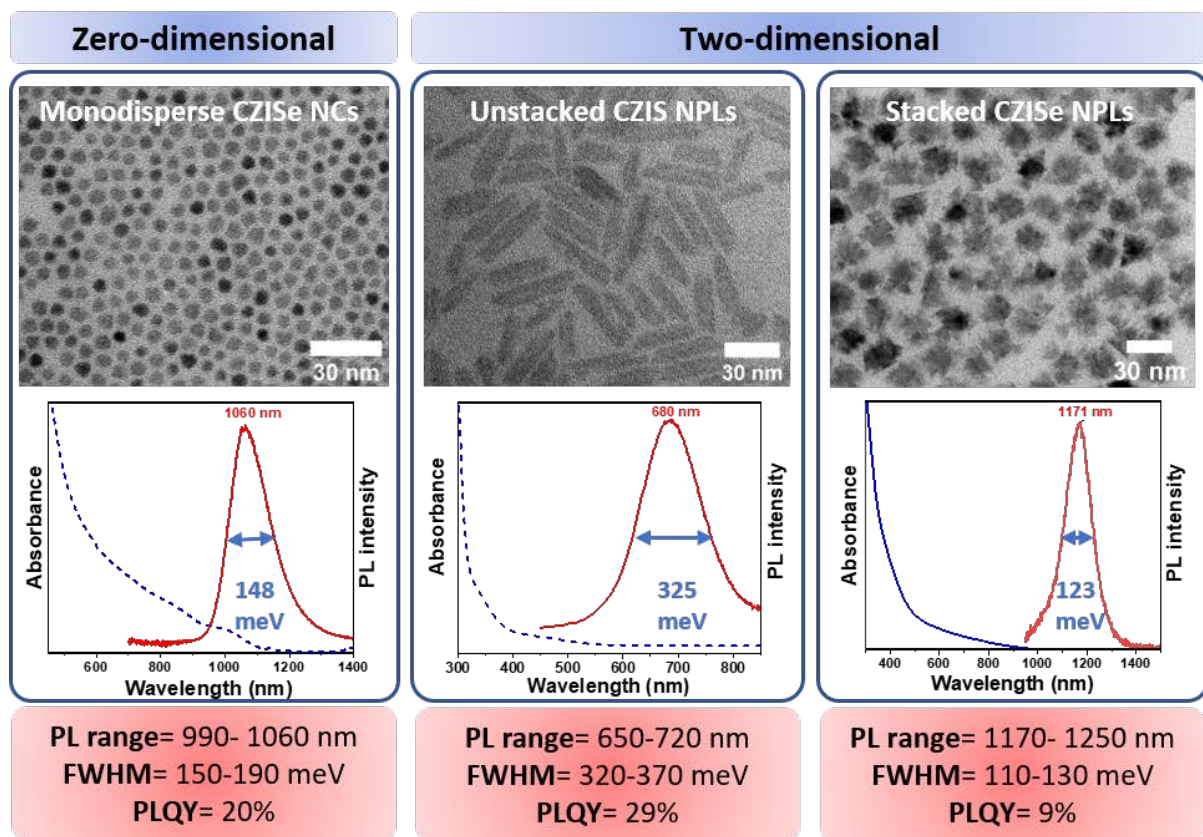 Zero-dimensional
Two-dimensional
Monodisperse CZISe NCs
30 nm
1060 nm
Absorbance
PL intensity
148
meV
600 800 1000 1200 1400
Wavelength (nm)
PL range= 990- 1060 nm
FWHM= 150-190 meV
PLQY= 20%
Unstacked CZIS NPLs
30 nm
680 nm
Absorbance
PL intensity
325
meV
300 400 500 600 700 800
Wavelength (nm)
PL range= 650-720 nm
FWHM= 320-370 meV
PLQY= 29%
Stacked CZISe NPLs
30 nm
1171 nm
Absorbance
PL intensity
123
meV
400 600 800 1000 1200 1400
Wavelength (nm)
PL range= 1170- 1250 nm
FWHM= 110-130 meV
PLQY= 9%